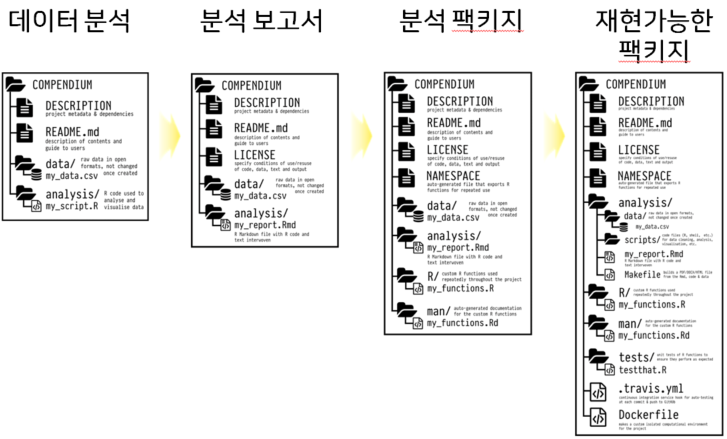 데이터 분석
COMPENDIUM
DESCRIPTION
project metadata & dependencies
README.md
description of contents and
guide to users
data/ raw data in open
formats, not changed
once created
my_data.csv
analysis/ R code used to
analyse and
visualise data
my_script.R
분석 보고서
COMPENDIUM
DESCRIPTION
project metadata & dependencies
README.md
description of contents and
guide to users
LICENSE
specify conditions of use/reuse
of code, data, text and output
data/ raw data in open
formats, not changed
once created
my_data.csv
analysis/
my_report.Rmd
R Markdown file with R code and
text interwoven
분석 팩키지
COMPENDIUM
DESCRIPTION
project metadata & dependencies
README.md
description of contents and
guide to users
LICENSE
specify conditions of use/reuse
of code, data, text and output
NAMESPACE
auto-generated file that exports R
functions for repeated use
data/ raw data in open
formats, not changed
once created
my_data.csv
analysis/
my_report.Rmd
R Markdown file with R code and
text interwoven
R/ custom R functions used
repeatedly throughout the project
my_functions.R
man/ auto-generated documentation
for the custom R functions
my_functions.Rd
재현가능한
팩키지
COMPENDIUM
DESCRIPTION
project metadata & dependencies
README.md
description of contents and
guide to users
LICENSE
specify conditions of use/reuse
of code, data, text and output
NAMESPACE
auto-generated file that exports R
functions for repeated use
analysis/
data/ raw data in open formats,
not changed once created
my_data.csv
scripts/ some files (R, shell, etc.)
for data cleaning, analysis,
visualisation, etc.
my_report.Rmd
R Markdown file with R code and
text interwoven
Makefile builds a PDF/DOCX/HTML file
from the Rmd, code & data
R/ custom R functions used
repeatedly throughout the project
my_functions.R
man/ auto-generated documentation
for the custom R functions
my_functions.Rd
tests/ unit tests of R functions to
ensure they perform as expected
testthat.R
.travis.yml
continuous integration service hook for auto-testing
at each commit & push to GitHub
Dockerfile
makes a custom isolated computational environment
for the project